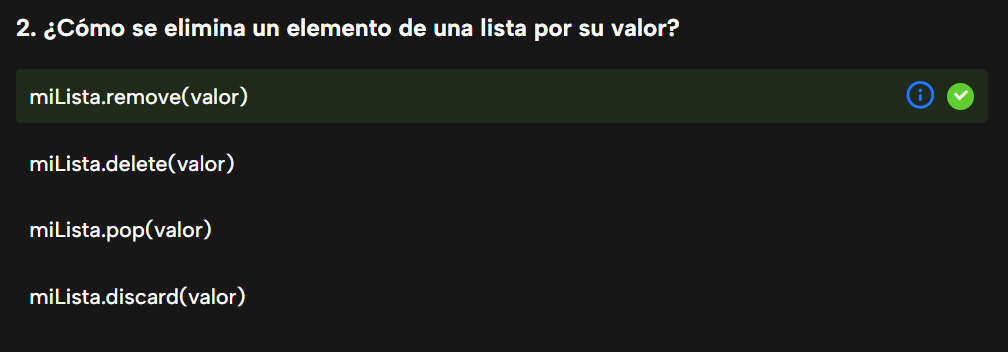 2. ¿Cómo se elimina un elemento de una lista por su valor?
miLista.remove(valor)
miLista.delete(valor)
miLista.pop(valor)
miLista.discard(valor)